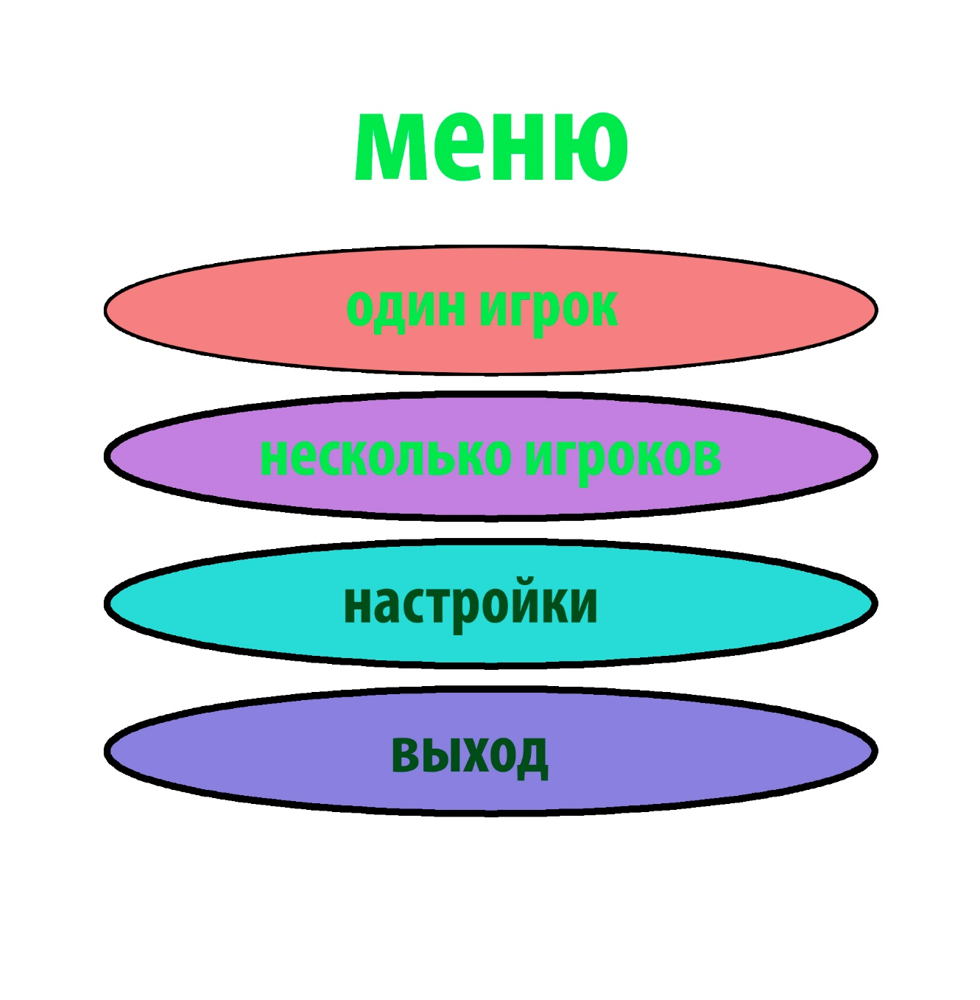 меню
один игрок
несколько игроков
настройки
выход